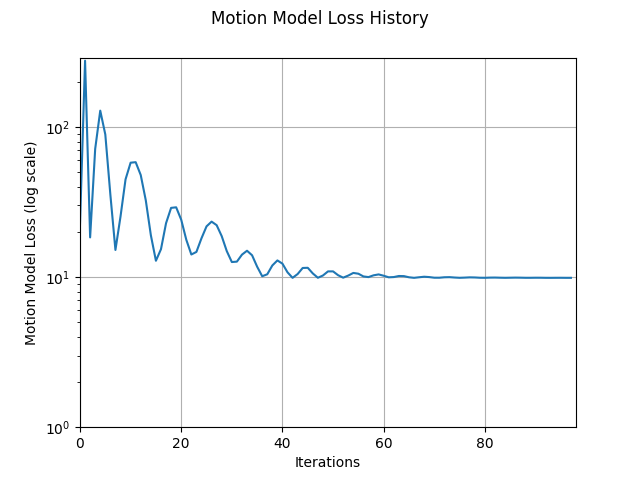 Motion Model Loss History
Motion Model Loss (log scale)
10²
10¹
10⁰
0 20 40 60 80
Iterations